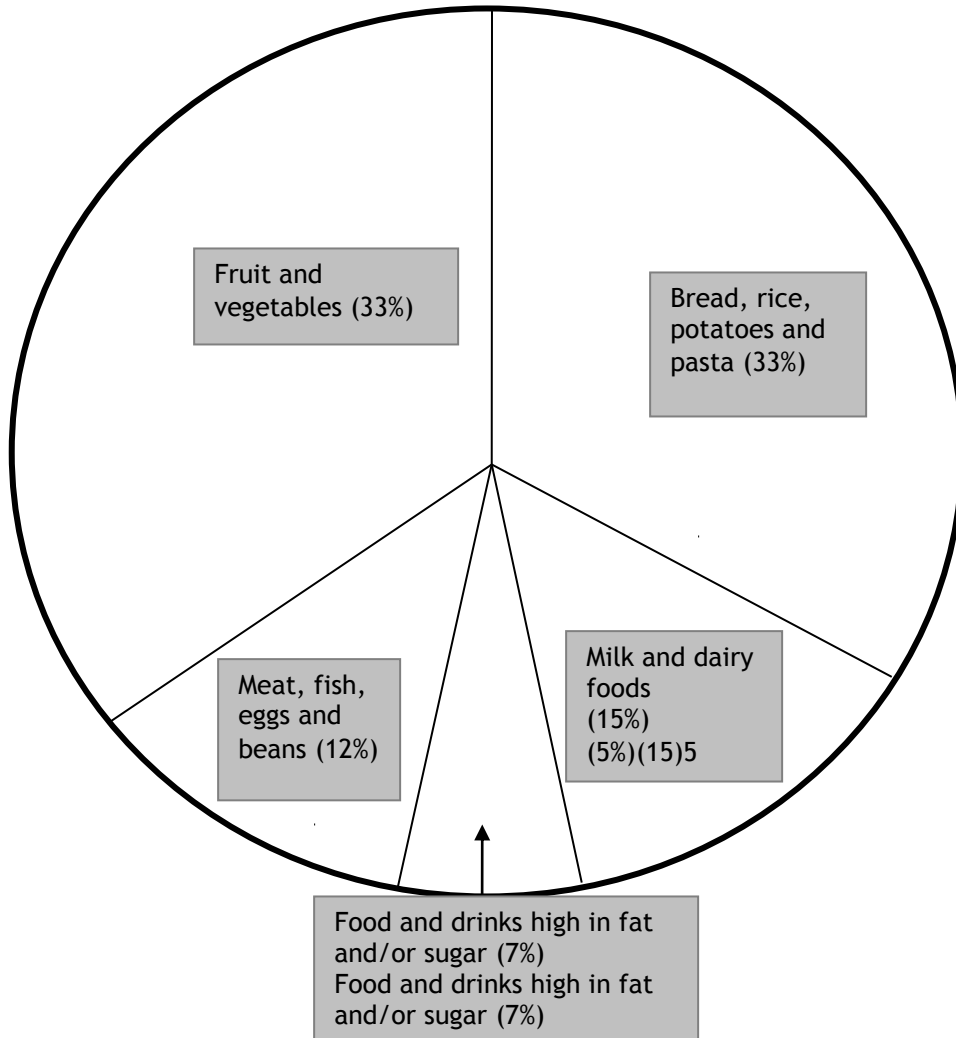 Fruit and
vegetables (33%)
Bread, rice,
potatoes and
pasta (33%)
Meat, fish,
eggs and
beans (12%)
Milk and dairy
foods
(15%)
(5%)(15)5
Food and drinks high in fat
and/or sugar (7%)
Food and drinks high in fat
and/or sugar (7%)